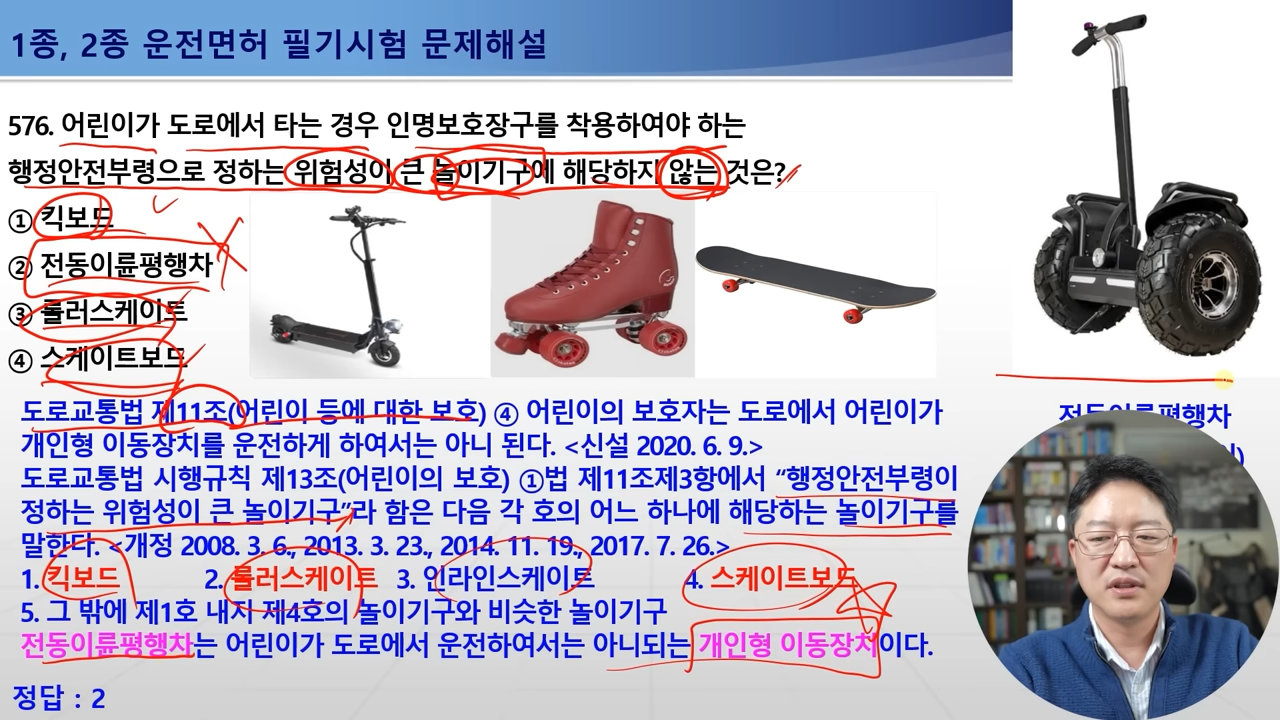 1종, 2종 운전면허 필기시험 문제해설
576. 어린이가 도로에서 타는 경우 인명보호장구를 착용하여야 하는
행정안전부령으로 정하는 위험성이 큰 놀이기구에 해당하지 않는 것은?
① 킥보드
② 전동이륜평행차
③ 롤러스케이트
④ 스케이트보드
도로교통법 제11조(어린이 등에 대한 보호) ④ 어린이의 보호자는 도로에서 어린이가
개인형 이동장치를 운전하게 하여서는 아니 된다. <신설 2020. 6. 9.>
도로교통법 시행규칙 제13조(어린이의 보호) ①법 제11조제3항에서 “행정안전부령이
정하는 위험성이 큰 놀이기구”라 함은 다음 각 호의 어느 하나에 해당하는 놀이기구를
말한다. <개정 2008. 3. 6., 2013. 3. 23., 2014. 11. 19., 2017. 7. 26.>
1. 킥보드 2. 롤러스케이트 3. 인라인스케이트 4. 스케이트보드
5. 그 밖에 제1호 내지 제4호의 놀이기구와 비슷한 놀이기구
전동이륜평행차는 어린이가 도로에서 운전하여서는 아니되는 개인형 이동장치이다.
정답 : 2
전동이륜평행차